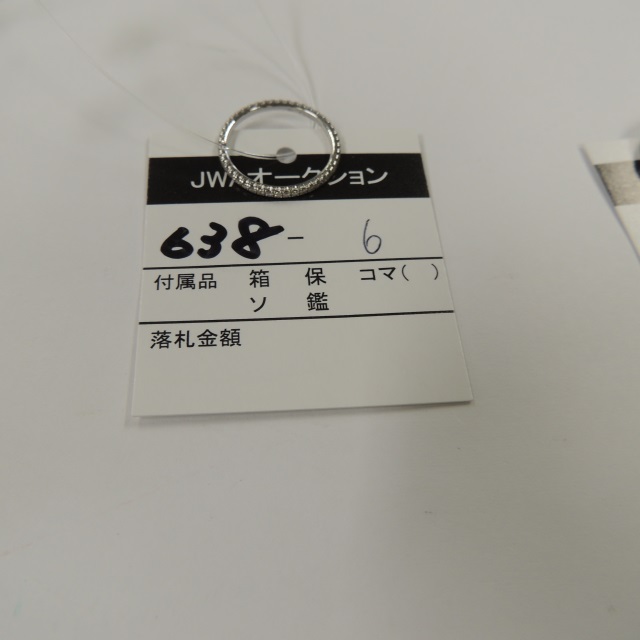 JWAオークション
638- 6
付属品 箱 保 コマ( )
ソ 鑑
落札金額